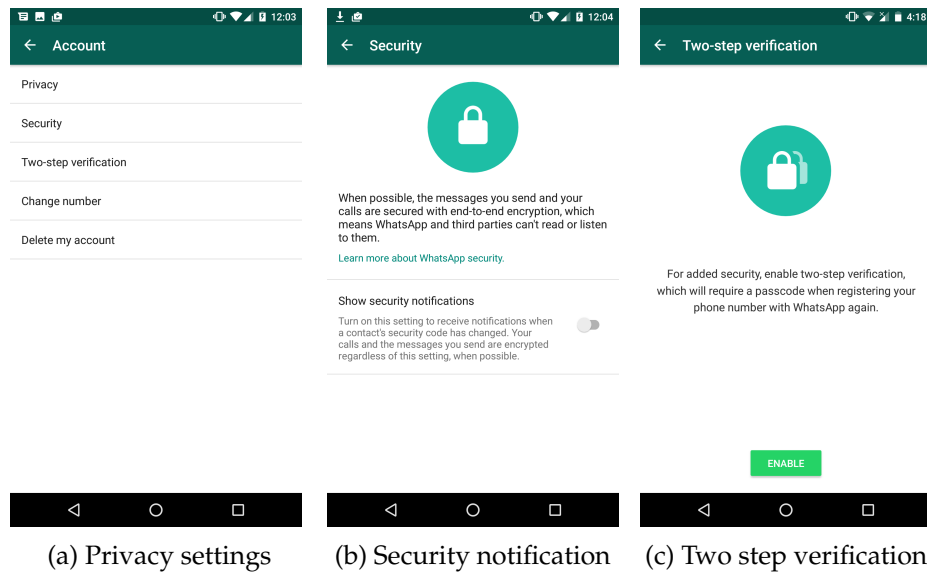 12:03
Account
Privacy
Security
Two-step verification
Change number
Delete my account
(a) Privacy settings
12:04
Security
When possible, the messages you send and your
calls are secured with end-to-end encryption, which
means WhatsApp and third parties can't read or listen
to them.
Learn more about WhatsApp security.
Show security notifications
Turn on this setting to receive notifications when
a contact's security code has changed. Your
calls and the messages you send are encrypted
regardless of this setting, when possible.
(b) Security notification
4:18
Two-step verification
For added security, enable two-step verification,
which will require a passcode when registering your
phone number with WhatsApp again.
ENABLE
(c) Two step verification